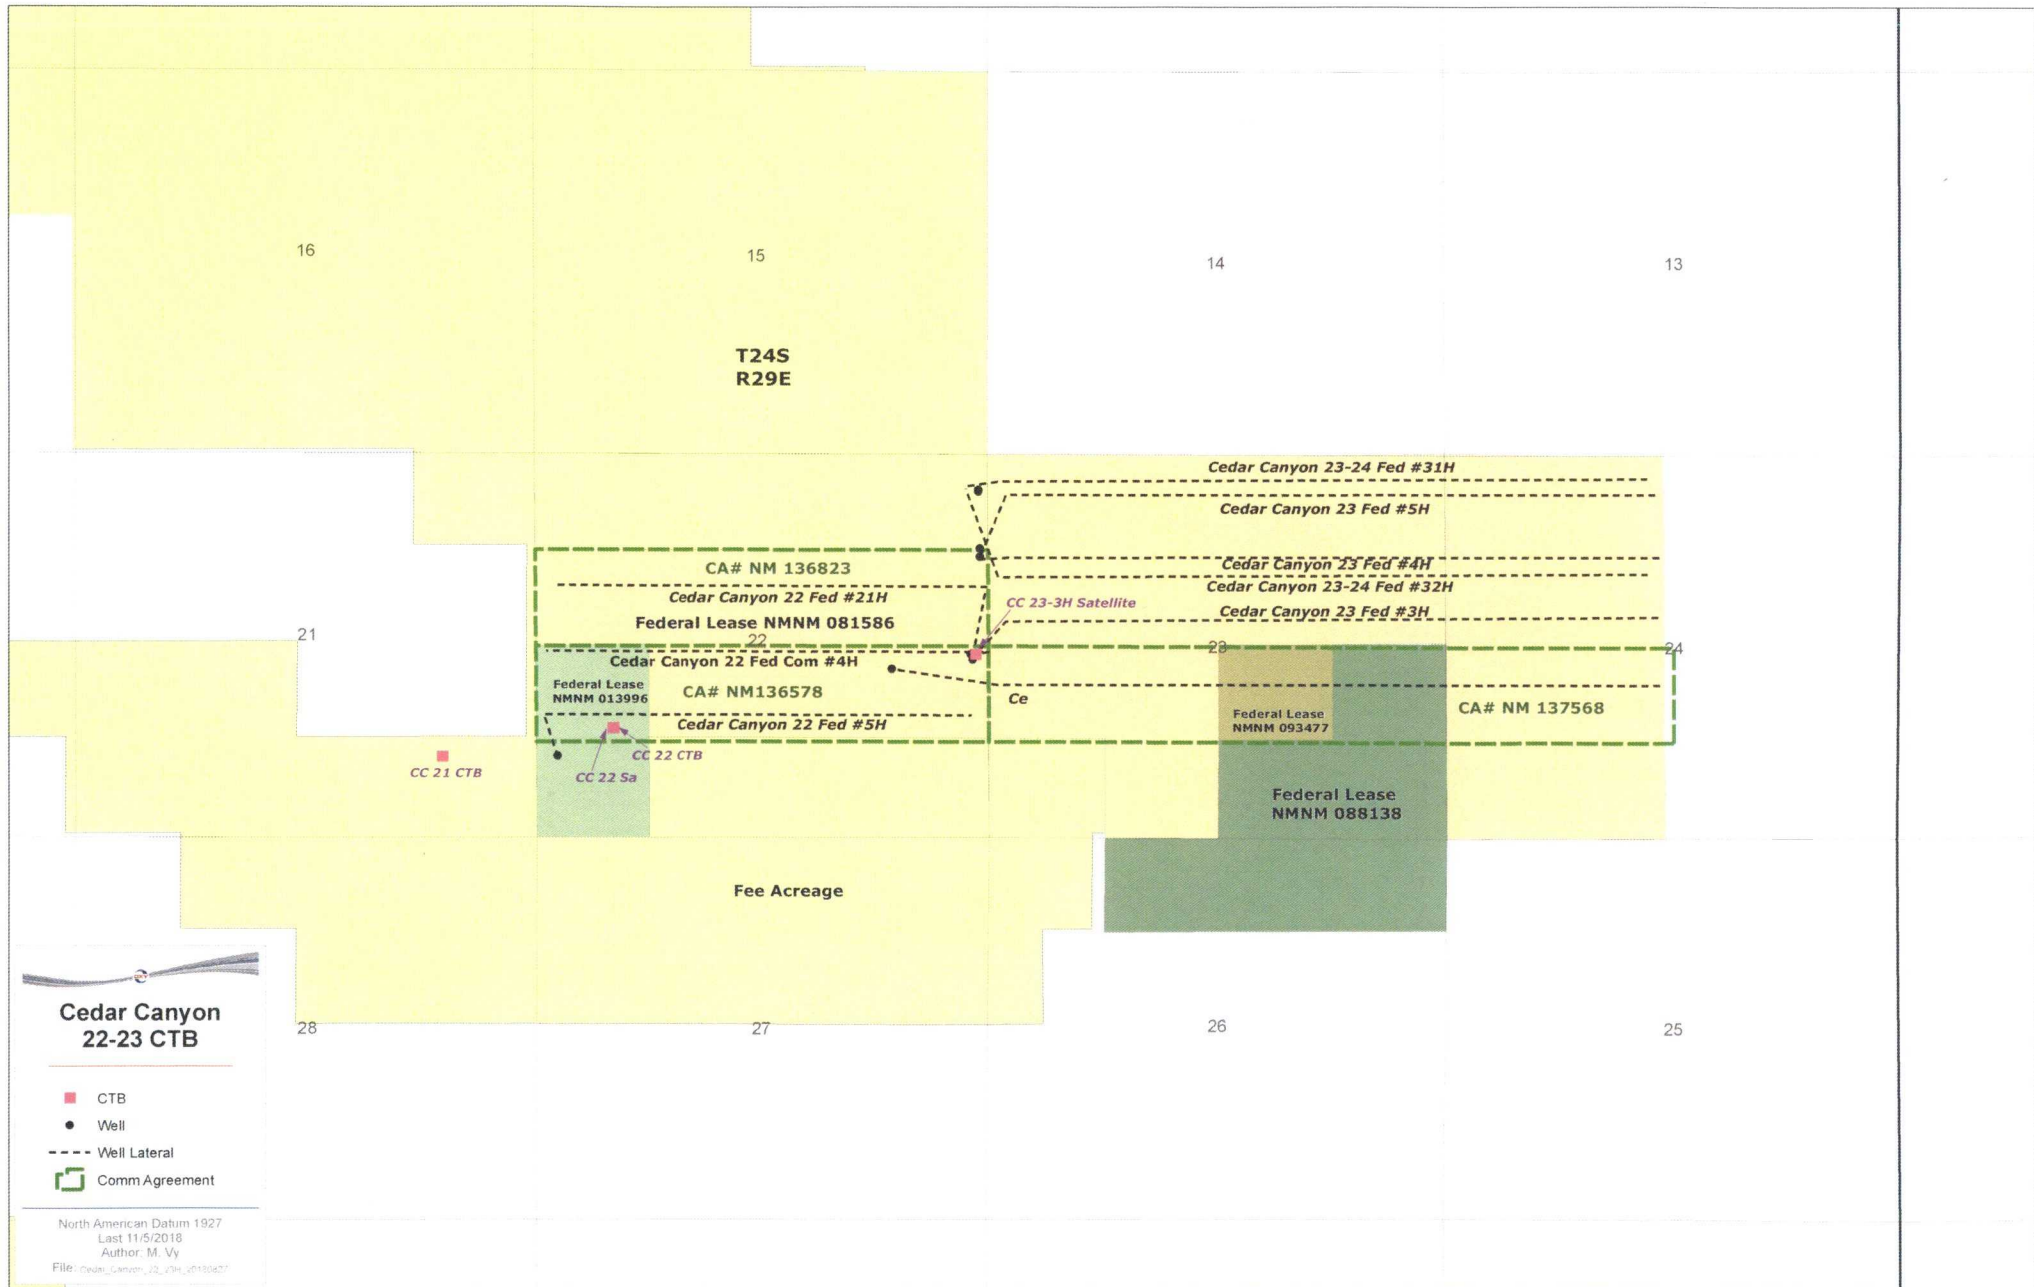 16
15
14
13
T24S
R29E
Cedar Canyon 23-24 Fed #31H
Cedar Canyon 23 Fed #5H
CA# NM 136823
Cedar Canyon 23 Fed #4H
Cedar Canyon 22 Fed #21H
Cedar Canyon 23-24 Fed #32H
CC 23-3H Satellite
Cedar Canyon 23 Fed #3H
Federal Lease NMNM 081586
21
22
23
24
Cedar Canyon 22 Fed Com #4H
Federal Lease
NMNM 013996
CA# NM136578
Ce
Cedar Canyon 22 Fed #5H
Federal Lease
NMNM 093477
CA# NM 137568
CC 22 CTB
CC 21 CTB
CC 22 Sa
Federal Lease
NMNM 088138
Fee Acreage
28
27
26
25
OXY
Cedar Canyon
22-23 CTB
CTB
Well
Well Lateral
Comm Agreement
North American Datum 1927
Last 11/5/2018
Author: M. Vy
File: